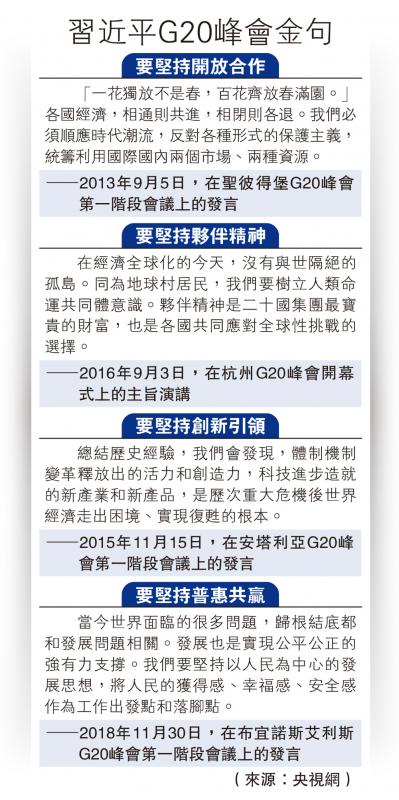 習近平G20峰會金句
要堅持開放合作
「一花獨放不是春，百花齊放春滿園。」
各國經濟，相通則共進，相閉則各退。我們必
須順應時代潮流，反對各種形式的保護主義，
統籌利用國際國內兩個市場、兩種資源。
——2013年9月5日，在聖彼得堡G20峰會
第一階段會議上的發言
要堅持夥伴精神
在經濟全球化的今天，沒有與世隔絕的
孤島。同為地球村居民，我們要樹立人類命
運共同體意識。夥伴精神是二十國集團最寶
貴的財富，也是各國共同應對全球性挑戰的
選擇。
——2016年9月3日，在杭州G20峰會開幕
式上的主旨演講
要堅持創新引領
總結歷史經驗，我們會發現，體制機制
變革釋放出的活力和創造力，科技進步造就
的新產業和新產品，是歷次重大危機後世界
經濟走出困境、實現復甦的根本。
——2015年11月15日，在安塔利亞G20峰
會第一階段會議上的發言
要堅持普惠共贏
當今世界面臨的很多問題，歸根結底都
和發展問題相關。發展也是實現公平公正的
強有力支撐。我們要堅持以人民為中心的發
展思想，將人民的獲得感、幸福感、安全感
作為工作出發點和落腳點。
——2018年11月30日，在布宜諾斯艾利斯
G20峰會第一階段會議上的發言
（來源：央視網）